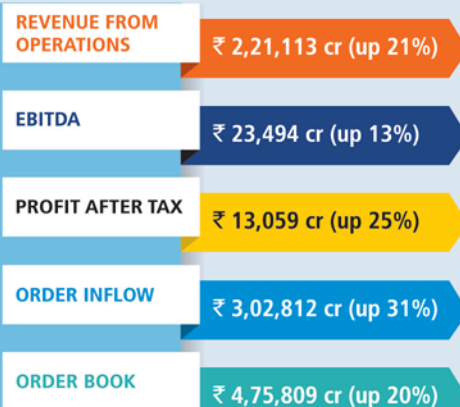 REVENUE FROM
OPERATIONS
₹ 2,21,113 cr (up 21%)
EBITDA
₹ 23,494 cr (up 13%)
PROFIT AFTER TAX
₹ 13,059 cr (up 25%)
ORDER INFLOW
₹ 3,02,812 cr (up 31%)
ORDER BOOK
₹ 4,75,809 cr (up 20%)